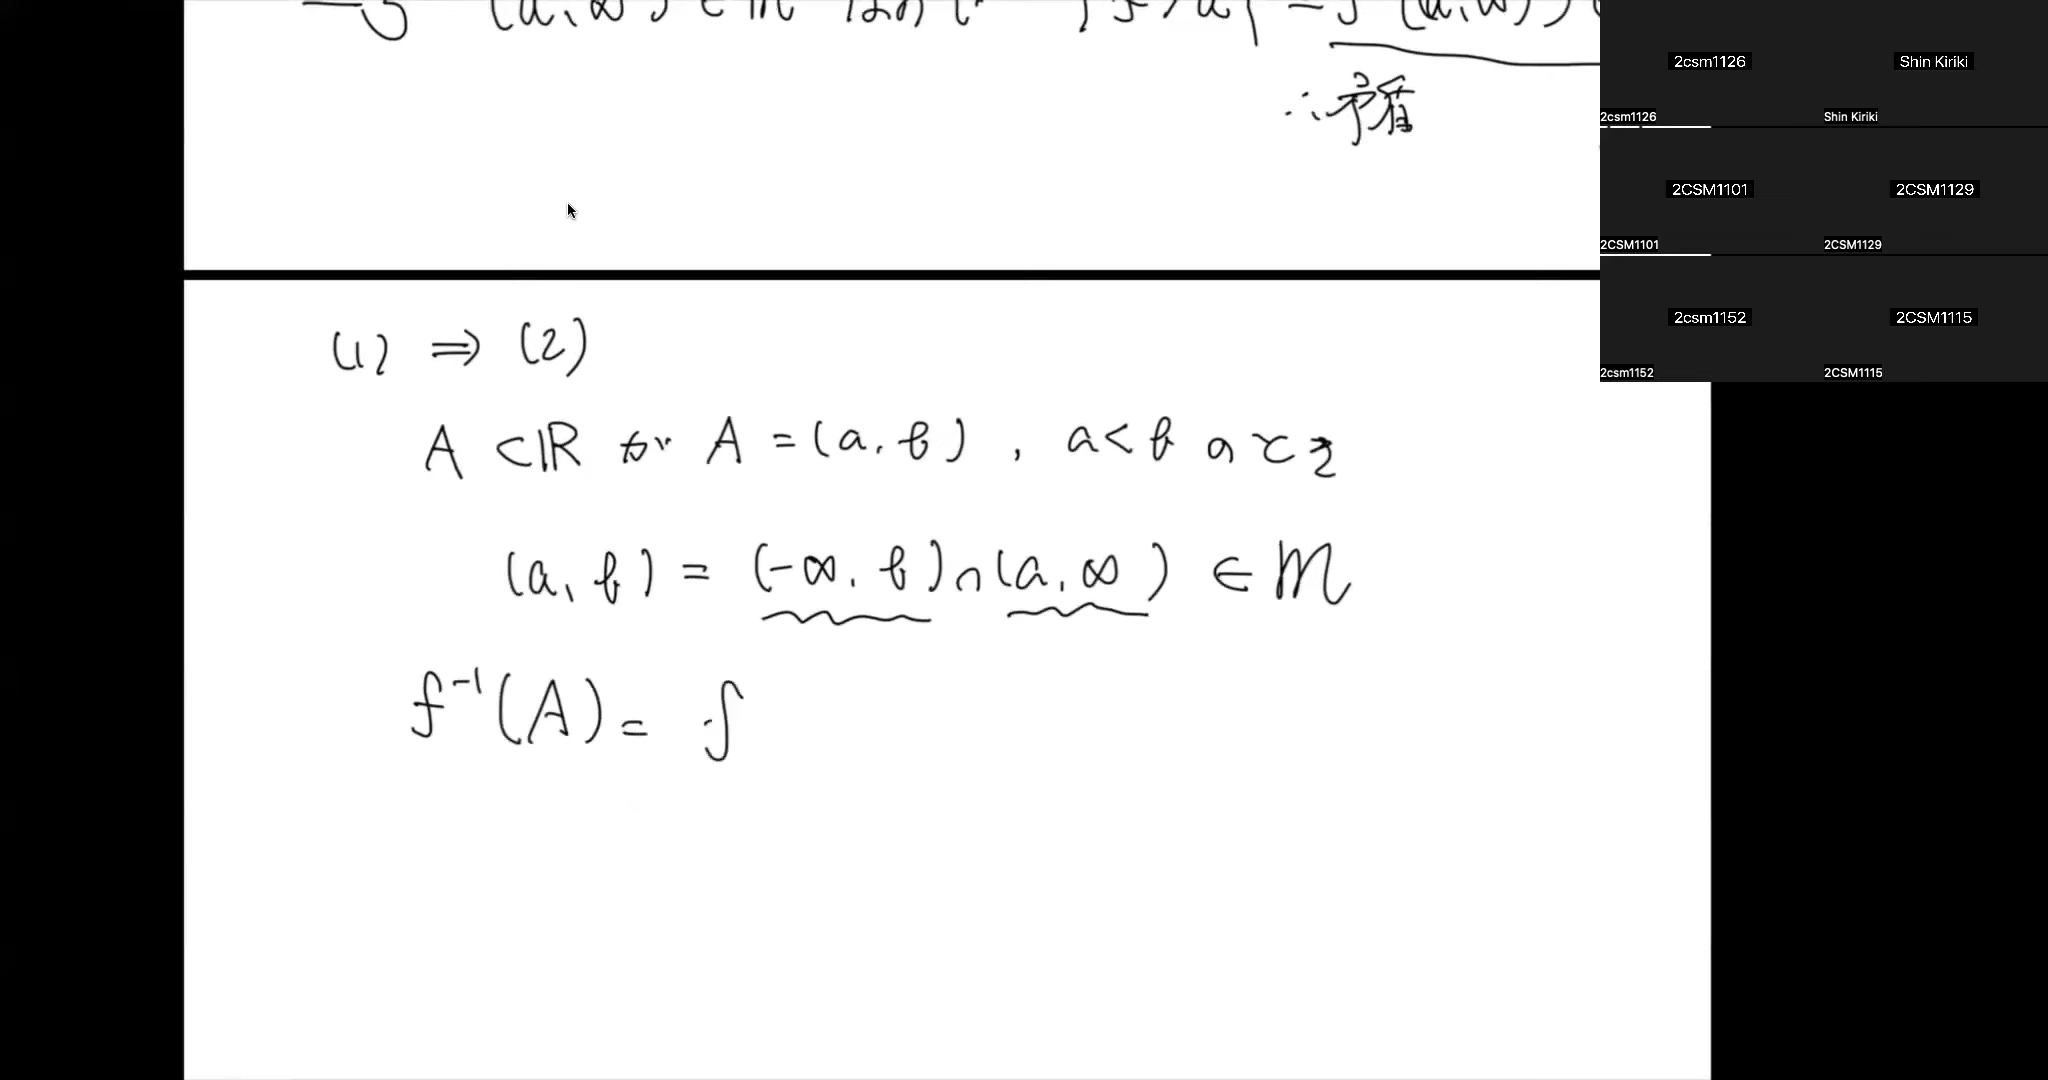 (a, ∞) ∈ m
∴矛盾
(1) ⇒ (2)
A ⊂ ℝ が A = (a, b) , a < b のとき
(a, b) = (-∞, b) ∩ (a, ∞) ∈ m
f⁻¹(A) = f
2csm1126
Shin Kiriki
2csm1126
Shin Kiriki
2CSM1101
2CSM1129
2CSM1101
2CSM1129
2csm1152
2CSM1115
2csm1152
2CSM1115